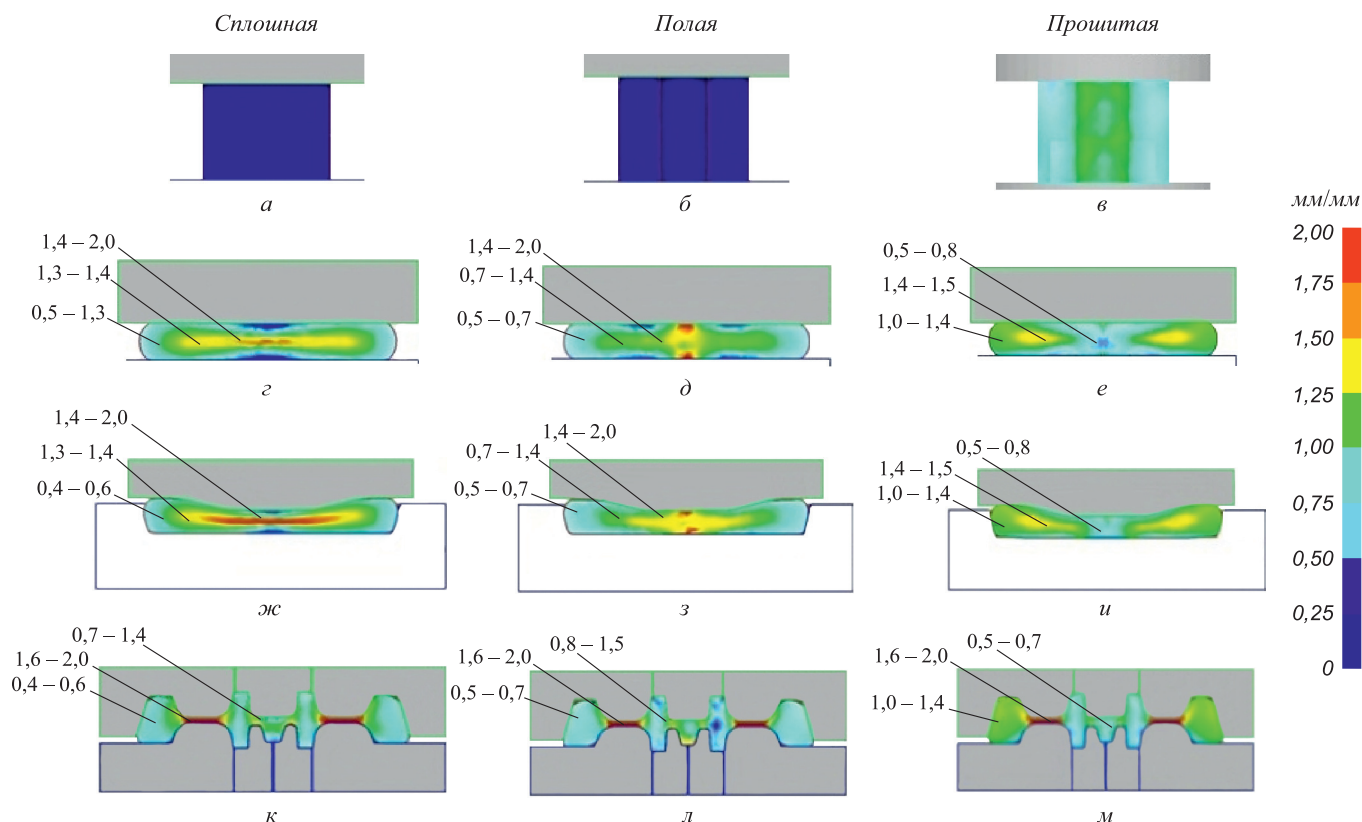 Сплошная
Полая
Прошитая
а
б
в
мм/мм
2,00
1,75
1,50
1,25
1,00
0,75
0,50
0,25
0
1,4 – 2,0
1,3 – 1,4
0,5 – 1,3
г
1,4 – 2,0
0,7 – 1,4
0,5 – 0,7
д
0,5 – 0,8
1,4 – 1,5
1,0 – 1,4
е
1,4 – 2,0
1,3 – 1,4
0,4 – 0,6
ж
1,4 – 2,0
0,7 – 1,4
0,5 – 0,7
з
0,5 – 0,8
1,4 – 1,5
1,0 – 1,4
и
0,7 – 1,4
1,6 – 2,0
0,4 – 0,6
к
0,8 – 1,5
1,6 – 2,0
0,5 – 0,7
л
0,5 – 0,7
1,6 – 2,0
1,0 – 1,4
м